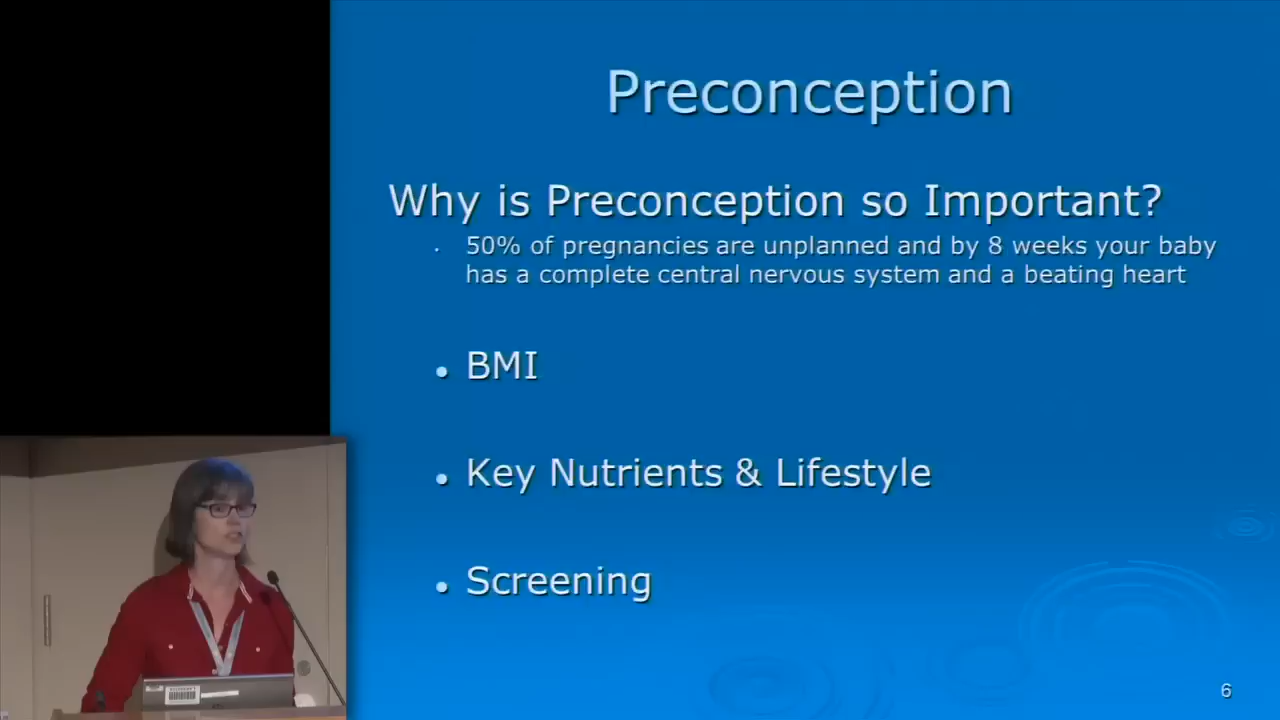 Preconception
Why is Preconception so Important?
50% of pregnancies are unplanned and by 8 weeks your baby
has a complete central nervous system and a beating heart
BMI
Key Nutrients & Lifestyle
Screening
6